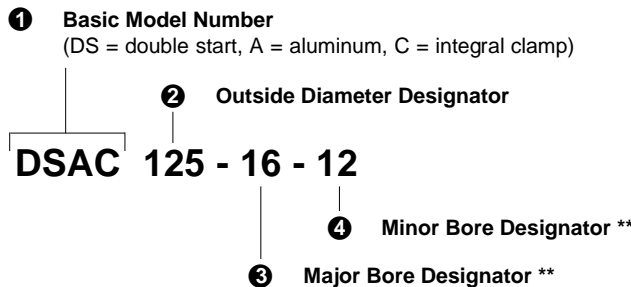 ❶ Basic Model Number
(DS = double start, A = aluminum, C = integral clamp)
❷ Outside Diameter Designator
DSAC 125 - 16 - 12
❹ Minor Bore Designator **
❸ Major Bore Designator **